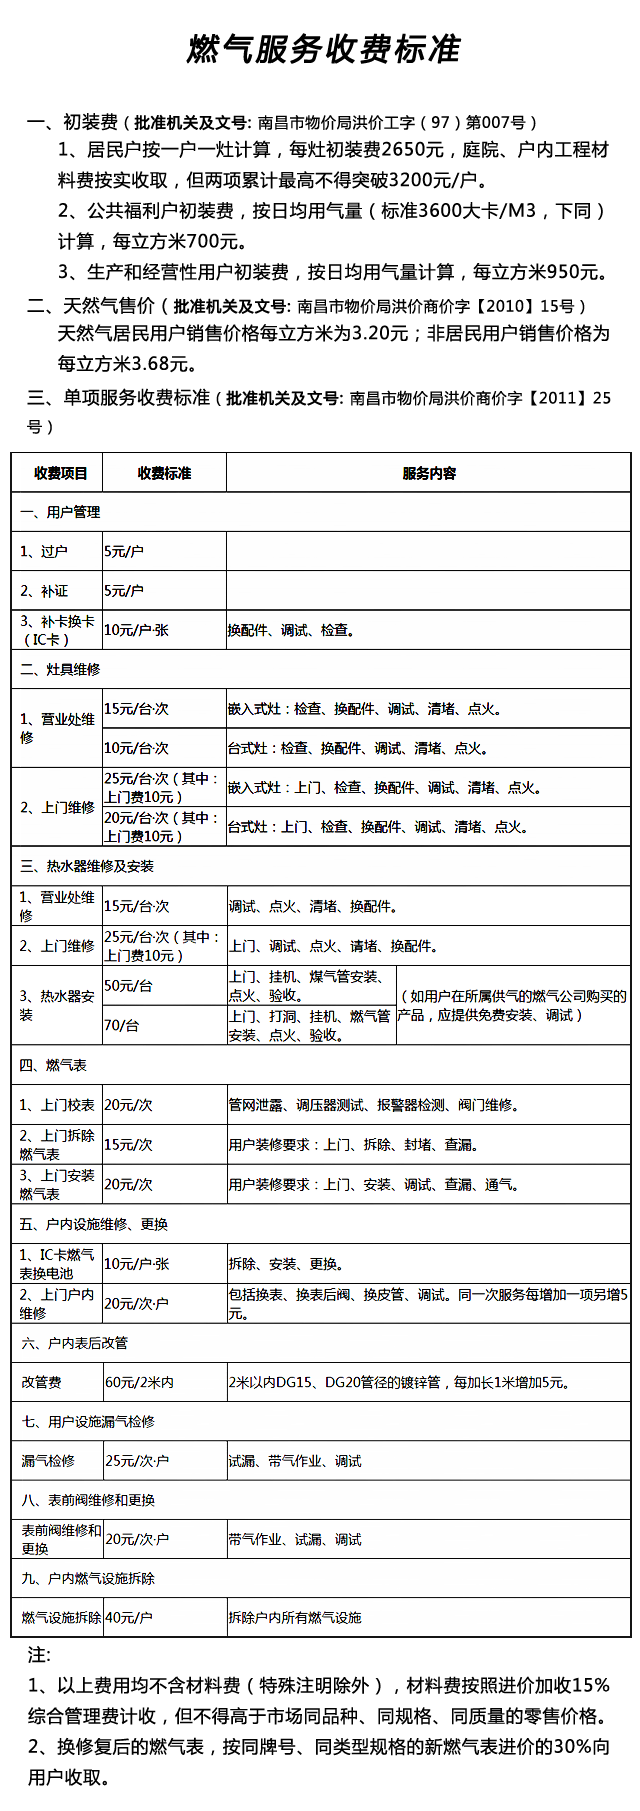 燃气服务收费标准
一、初装费（批准机关及文号: 南昌市物价局洪价工字（97）第007号）
1、居民户按一户一灶计算，每灶初装费2650元，庭院、户内工程材
料费按实收取，但两项累计最高不得突破3200元/户。
2、公共福利户初装费，按日均用气量（标准3600大卡/M3，下同）
计算，每立方米700元。
3、生产和经营性用户初装费，按日均用气量计算，每立方米950元。
二、天然气售价（批准机关及文号: 南昌市物价局洪价商价字【2010】15号）
天然气居民用户销售价格每立方米为3.20元；非居民用户销售价格为
每立方米3.68元。
三、单项服务收费标准（批准机关及文号: 南昌市物价局洪价商价字【2011】25
号）
收费项目 收费标准 服务内容
一、用户管理
1、过户 5元/户
2、补证 5元/户
3、补卡换卡
（IC卡） 10元/户·张 换配件、调试、检查。
二、灶具维修
1、营业处维
修
15元/台·次 嵌入式灶：检查、换配件、调试、清堵、点火。
10元/台·次 台式灶：检查、换配件、调试、清堵、点火。
2、上门维修
25元/台·次（其中：
上门费10元） 嵌入式灶：上门、检查、换配件、调试、清堵、点火。
20元/台·次（其中：
上门费10元） 台式灶：上门、检查、换配件、调试、清堵、点火。
三、热水器维修及安装
1、营业处维
修 15元/台·次 调试、点火、清堵、换配件。
2、上门维修 25元/台·次（其中：
上门费10元） 上门、调试、点火、请堵、换配件。
3、热水器安
装
50元/台 上门、挂机、煤气管安装、
点火、验收。
70/台 上门、打洞、挂机、燃气管
安装、点火、验收。
（如用户在所属供气的燃气公司购买的
产品，应提供免费安装、调试）
四、燃气表
1、上门校表 20元/次 管网泄露、调压器测试、报警器检测、阀门维修。
2、上门拆除
燃气表 15元/次 用户装修要求：上门、拆除、封堵、查漏。
3、上门安装
燃气表 20元/次 用户装修要求：上门、安装、调试、查漏、通气。
五、户内设施维修、更换
1、IC卡燃气
表换电池 10元/户·张 拆除、安装、更换。
2、上门户内
维修 20元/次·户 包括换表、换表后阀、换皮管、调试。同一次服务每增加一项另增5
元。
六、户内表后改管
改管费 60元/2米内 2米以内DG15、DG20管径的镀锌管，每加长1米增加5元。
七、用户设施漏气检修
漏气检修 25元/次·户 试漏、带气作业、调试
八、表前阀维修和更换
表前阀维修和
更换 20元/次·户 带气作业、试漏、调试
九、户内燃气设施拆除
燃气设施拆除 40元/户 拆除户内所有燃气设施
注:
1、以上费用均不含材料费（特殊注明除外），材料费按照进价加收15%
综合管理费计收，但不得高于市场同品种、同规格、同质量的零售价格。
2、换修复后的燃气表，按同牌号、同类型规格的新燃气表进价的30%向
用户收取。